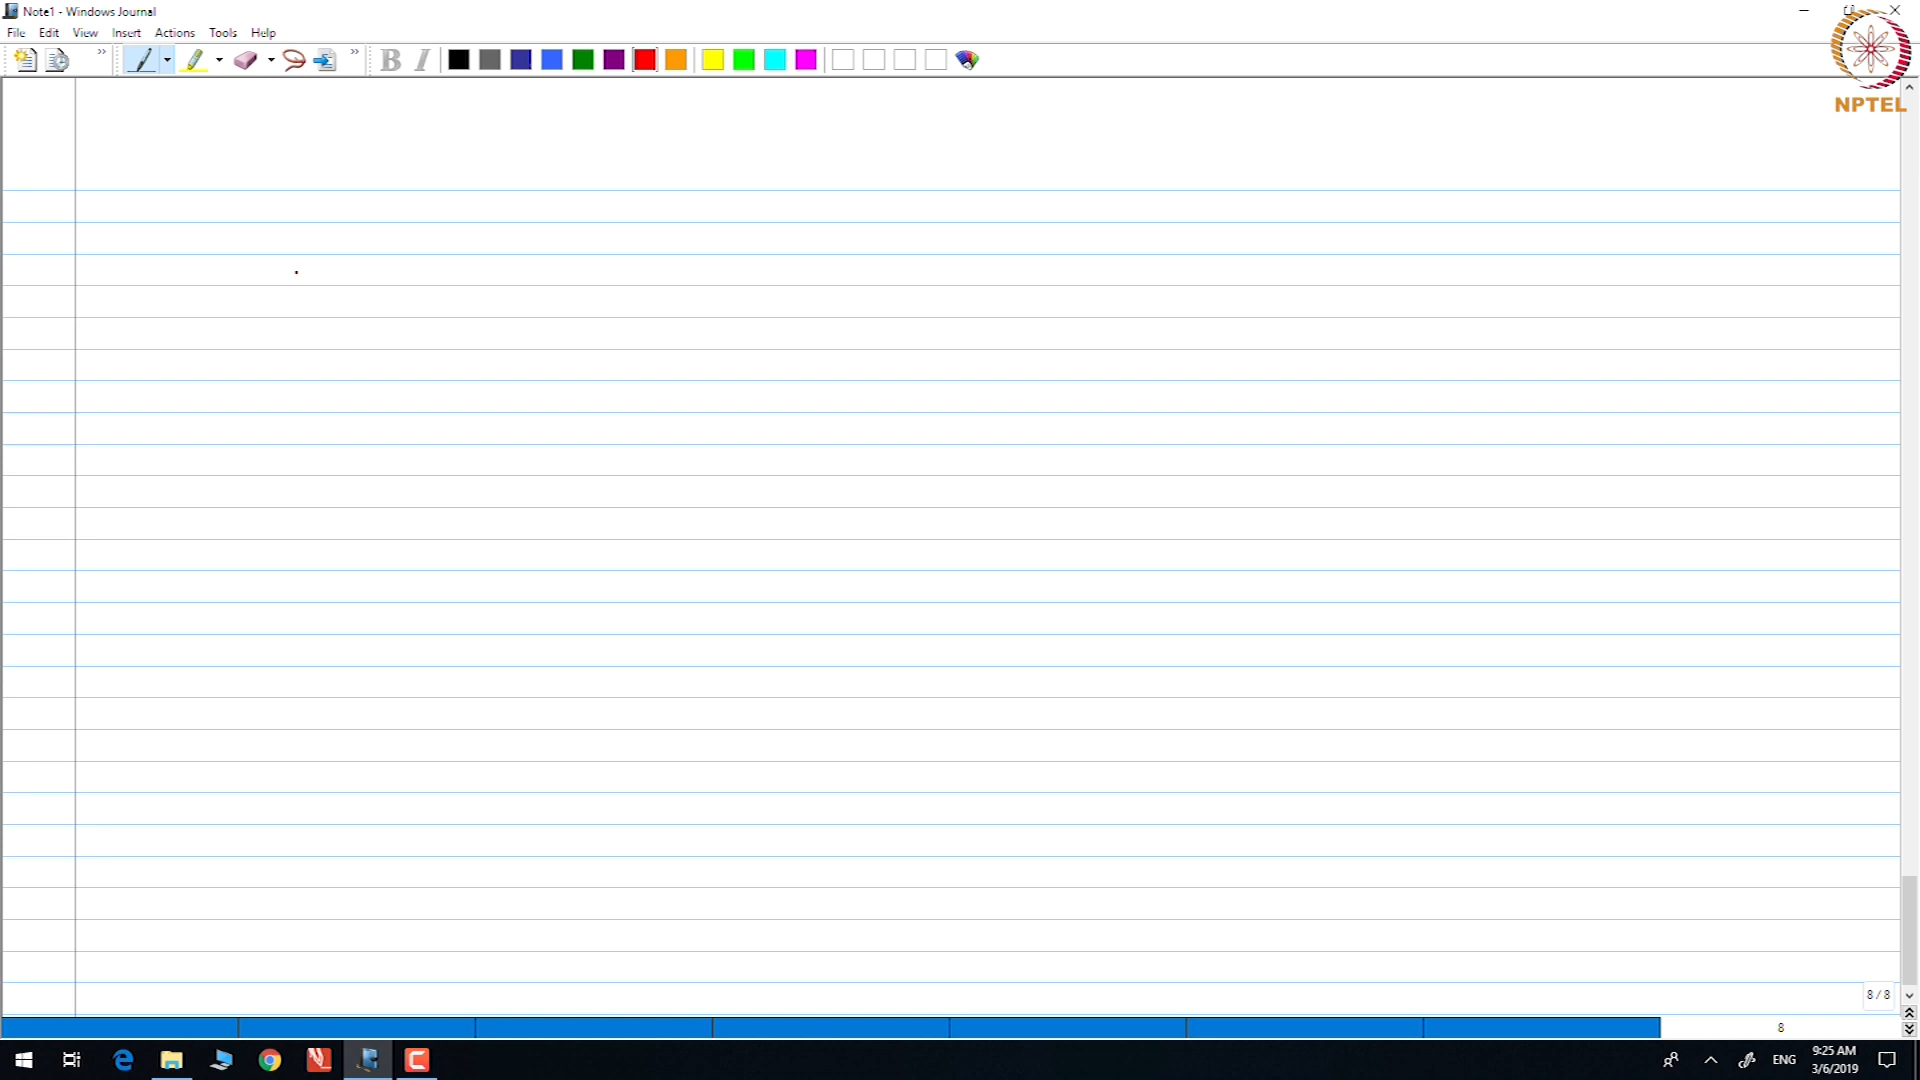 Note1 - Windows Journal
File Edit View Insert Actions Tools Help
B I
NPTEL
8 / 8
8
ENG
9:25 AM
3/6/2019